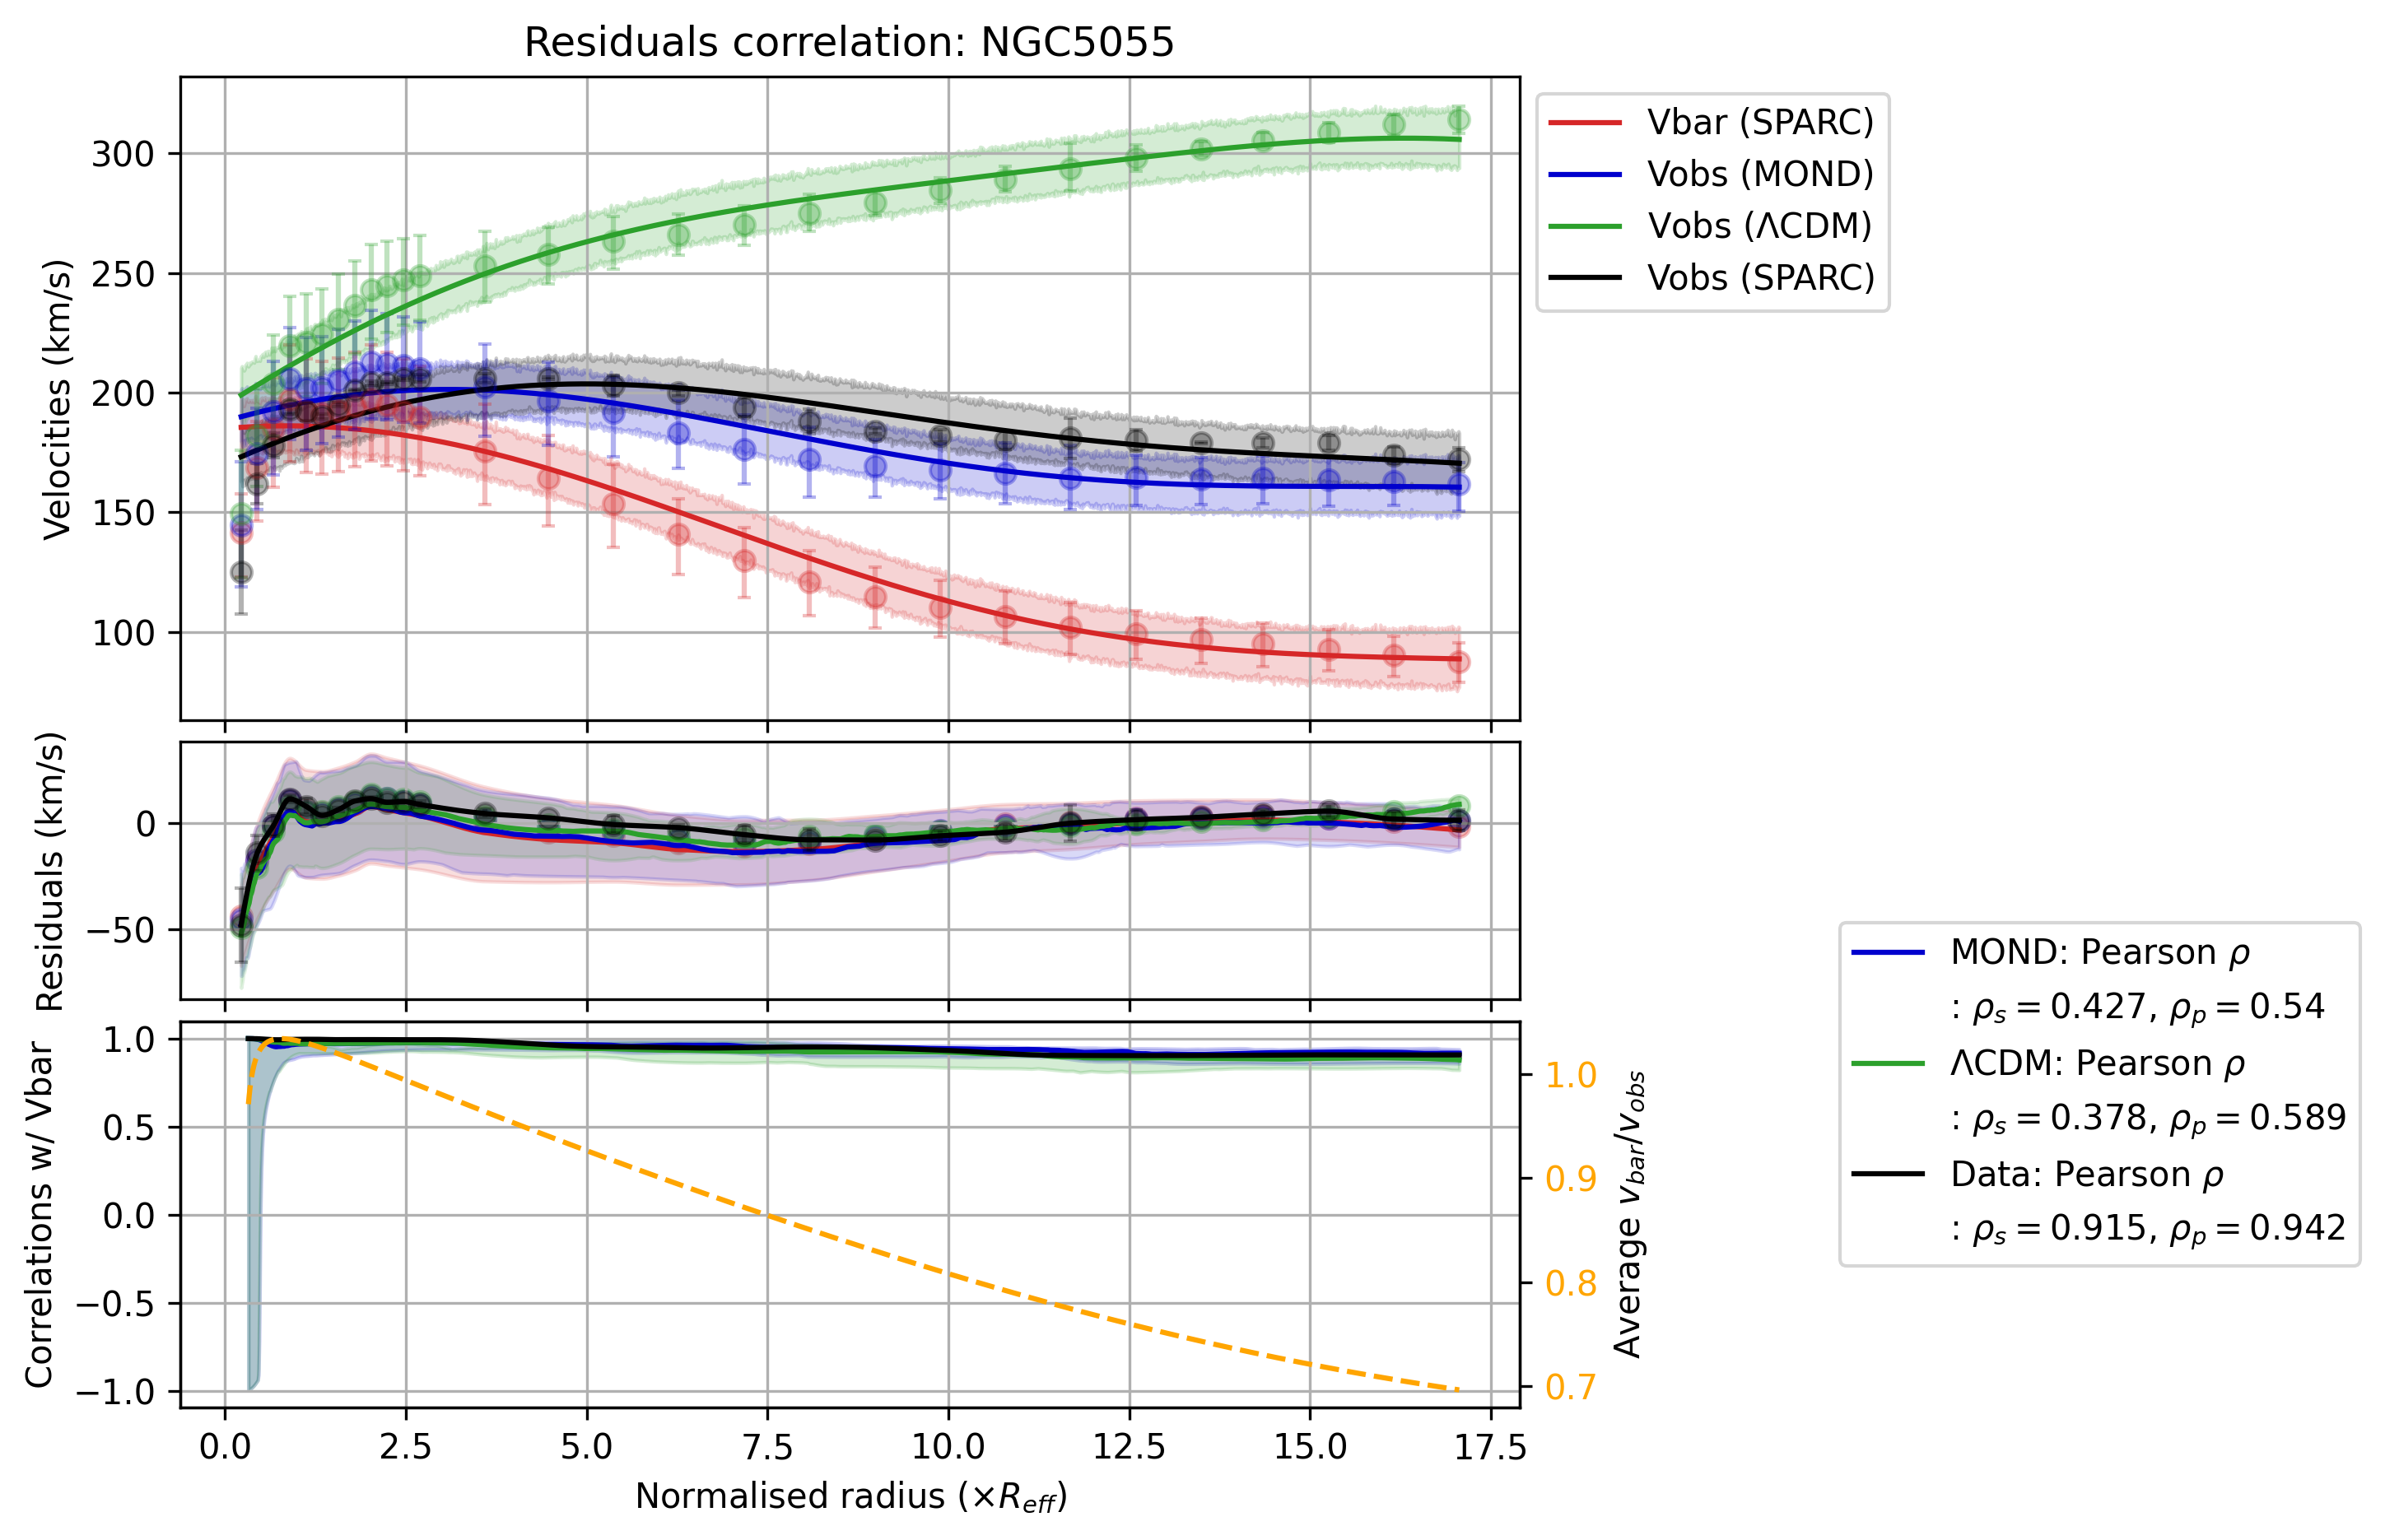 Residuals correlation: NGC5055
Velocities (km/s)
300
250
200
150
100
Vbar (SPARC)
Vobs (MOND)
Vobs (ΛCDM)
Vobs (SPARC)
Residuals (km/s)
0
−50
Correlations w/ Vbar
1.0
0.5
0.0
−0.5
−1.0
1.0
0.9
0.8
0.7
Average v_bar/v_obs
MOND: Pearson ρ
: ρ_s = 0.427, ρ_p = 0.54
ΛCDM: Pearson ρ
: ρ_s = 0.378, ρ_p = 0.589
Data: Pearson ρ
: ρ_s = 0.915, ρ_p = 0.942
0.0 2.5 5.0 7.5 10.0 12.5 15.0 17.5
Normalised radius (×R_eff)